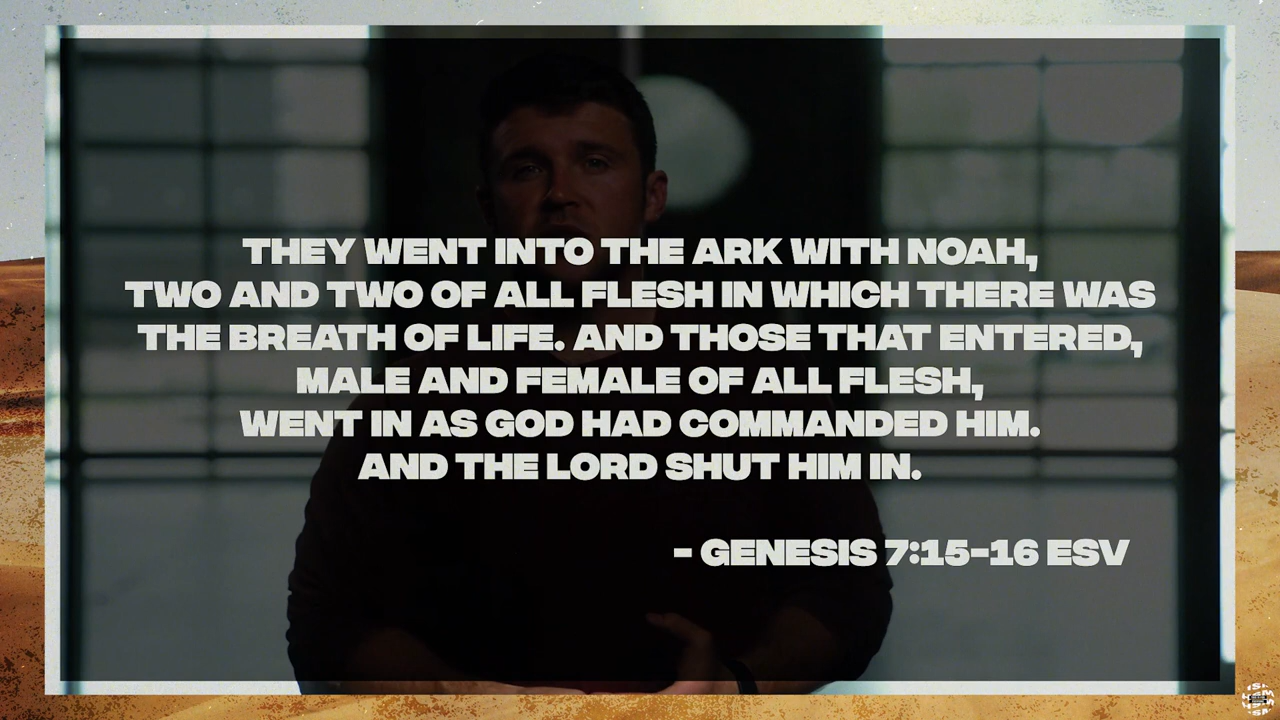 THEY WENT INTO THE ARK WITH NOAH,
TWO AND TWO OF ALL FLESH IN WHICH THERE WAS
THE BREATH OF LIFE. AND THOSE THAT ENTERED,
MALE AND FEMALE OF ALL FLESH,
WENT IN AS GOD HAD COMMANDED HIM.
AND THE LORD SHUT HIM IN.
- GENESIS 7:15-16 ESV